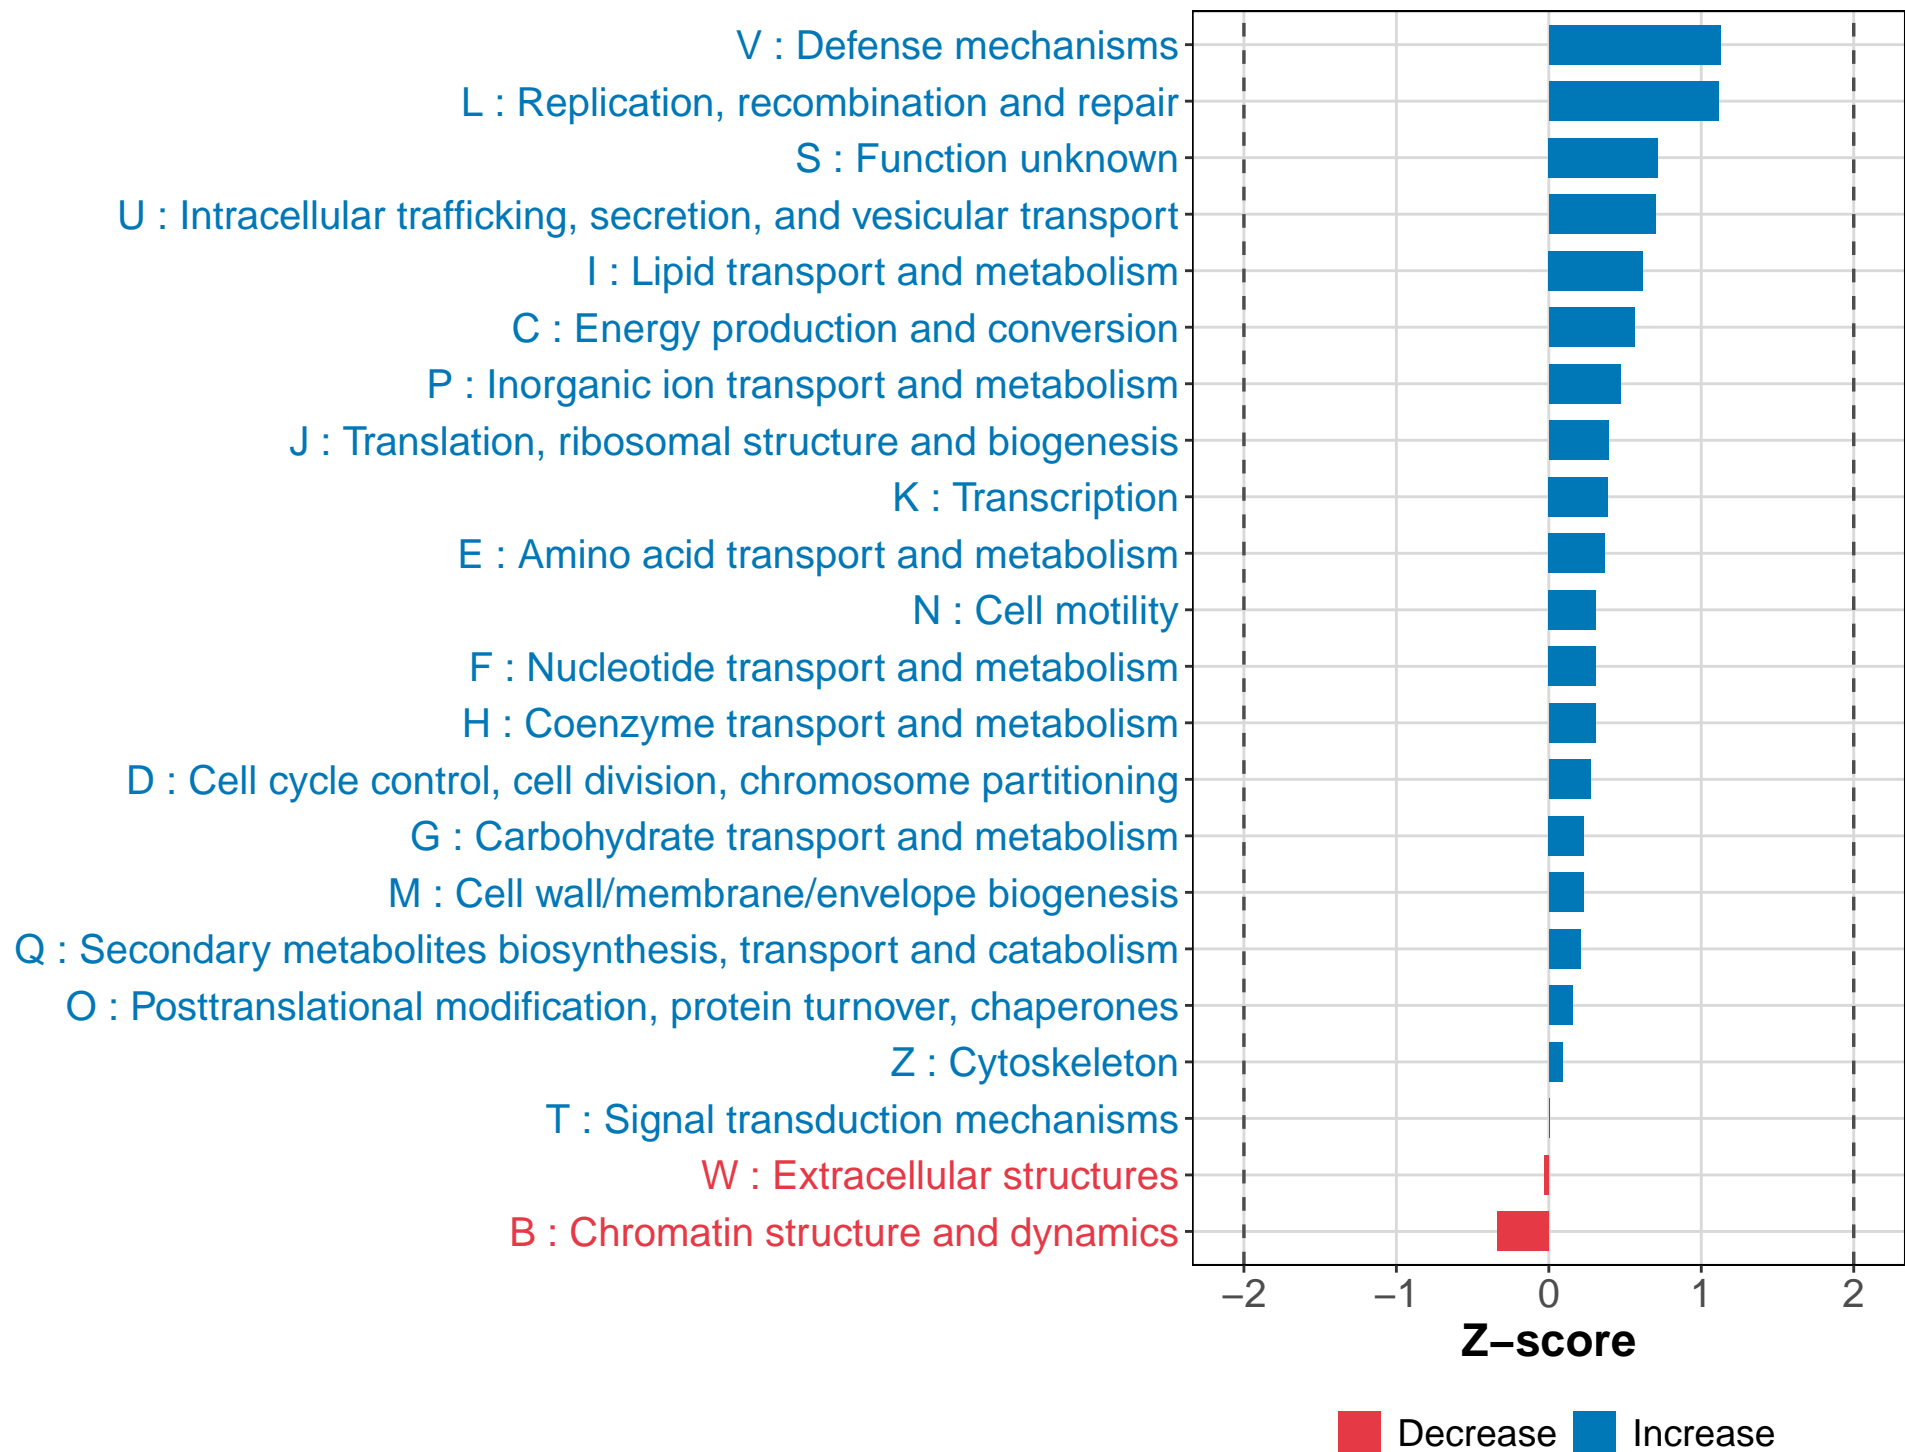 V : Defense mechanisms
L : Replication, recombination and repair
S : Function unknown
U : Intracellular trafficking, secretion, and vesicular transport
I : Lipid transport and metabolism
C : Energy production and conversion
P : Inorganic ion transport and metabolism
J : Translation, ribosomal structure and biogenesis
K : Transcription
E : Amino acid transport and metabolism
N : Cell motility
F : Nucleotide transport and metabolism
H : Coenzyme transport and metabolism
D : Cell cycle control, cell division, chromosome partitioning
G : Carbohydrate transport and metabolism
M : Cell wall/membrane/envelope biogenesis
Q : Secondary metabolites biosynthesis, transport and catabolism
O : Posttranslational modification, protein turnover, chaperones
Z : Cytoskeleton
T : Signal transduction mechanisms
W : Extracellular structures
B : Chromatin structure and dynamics
−2 −1 0 1 2
Z−score
Decrease Increase